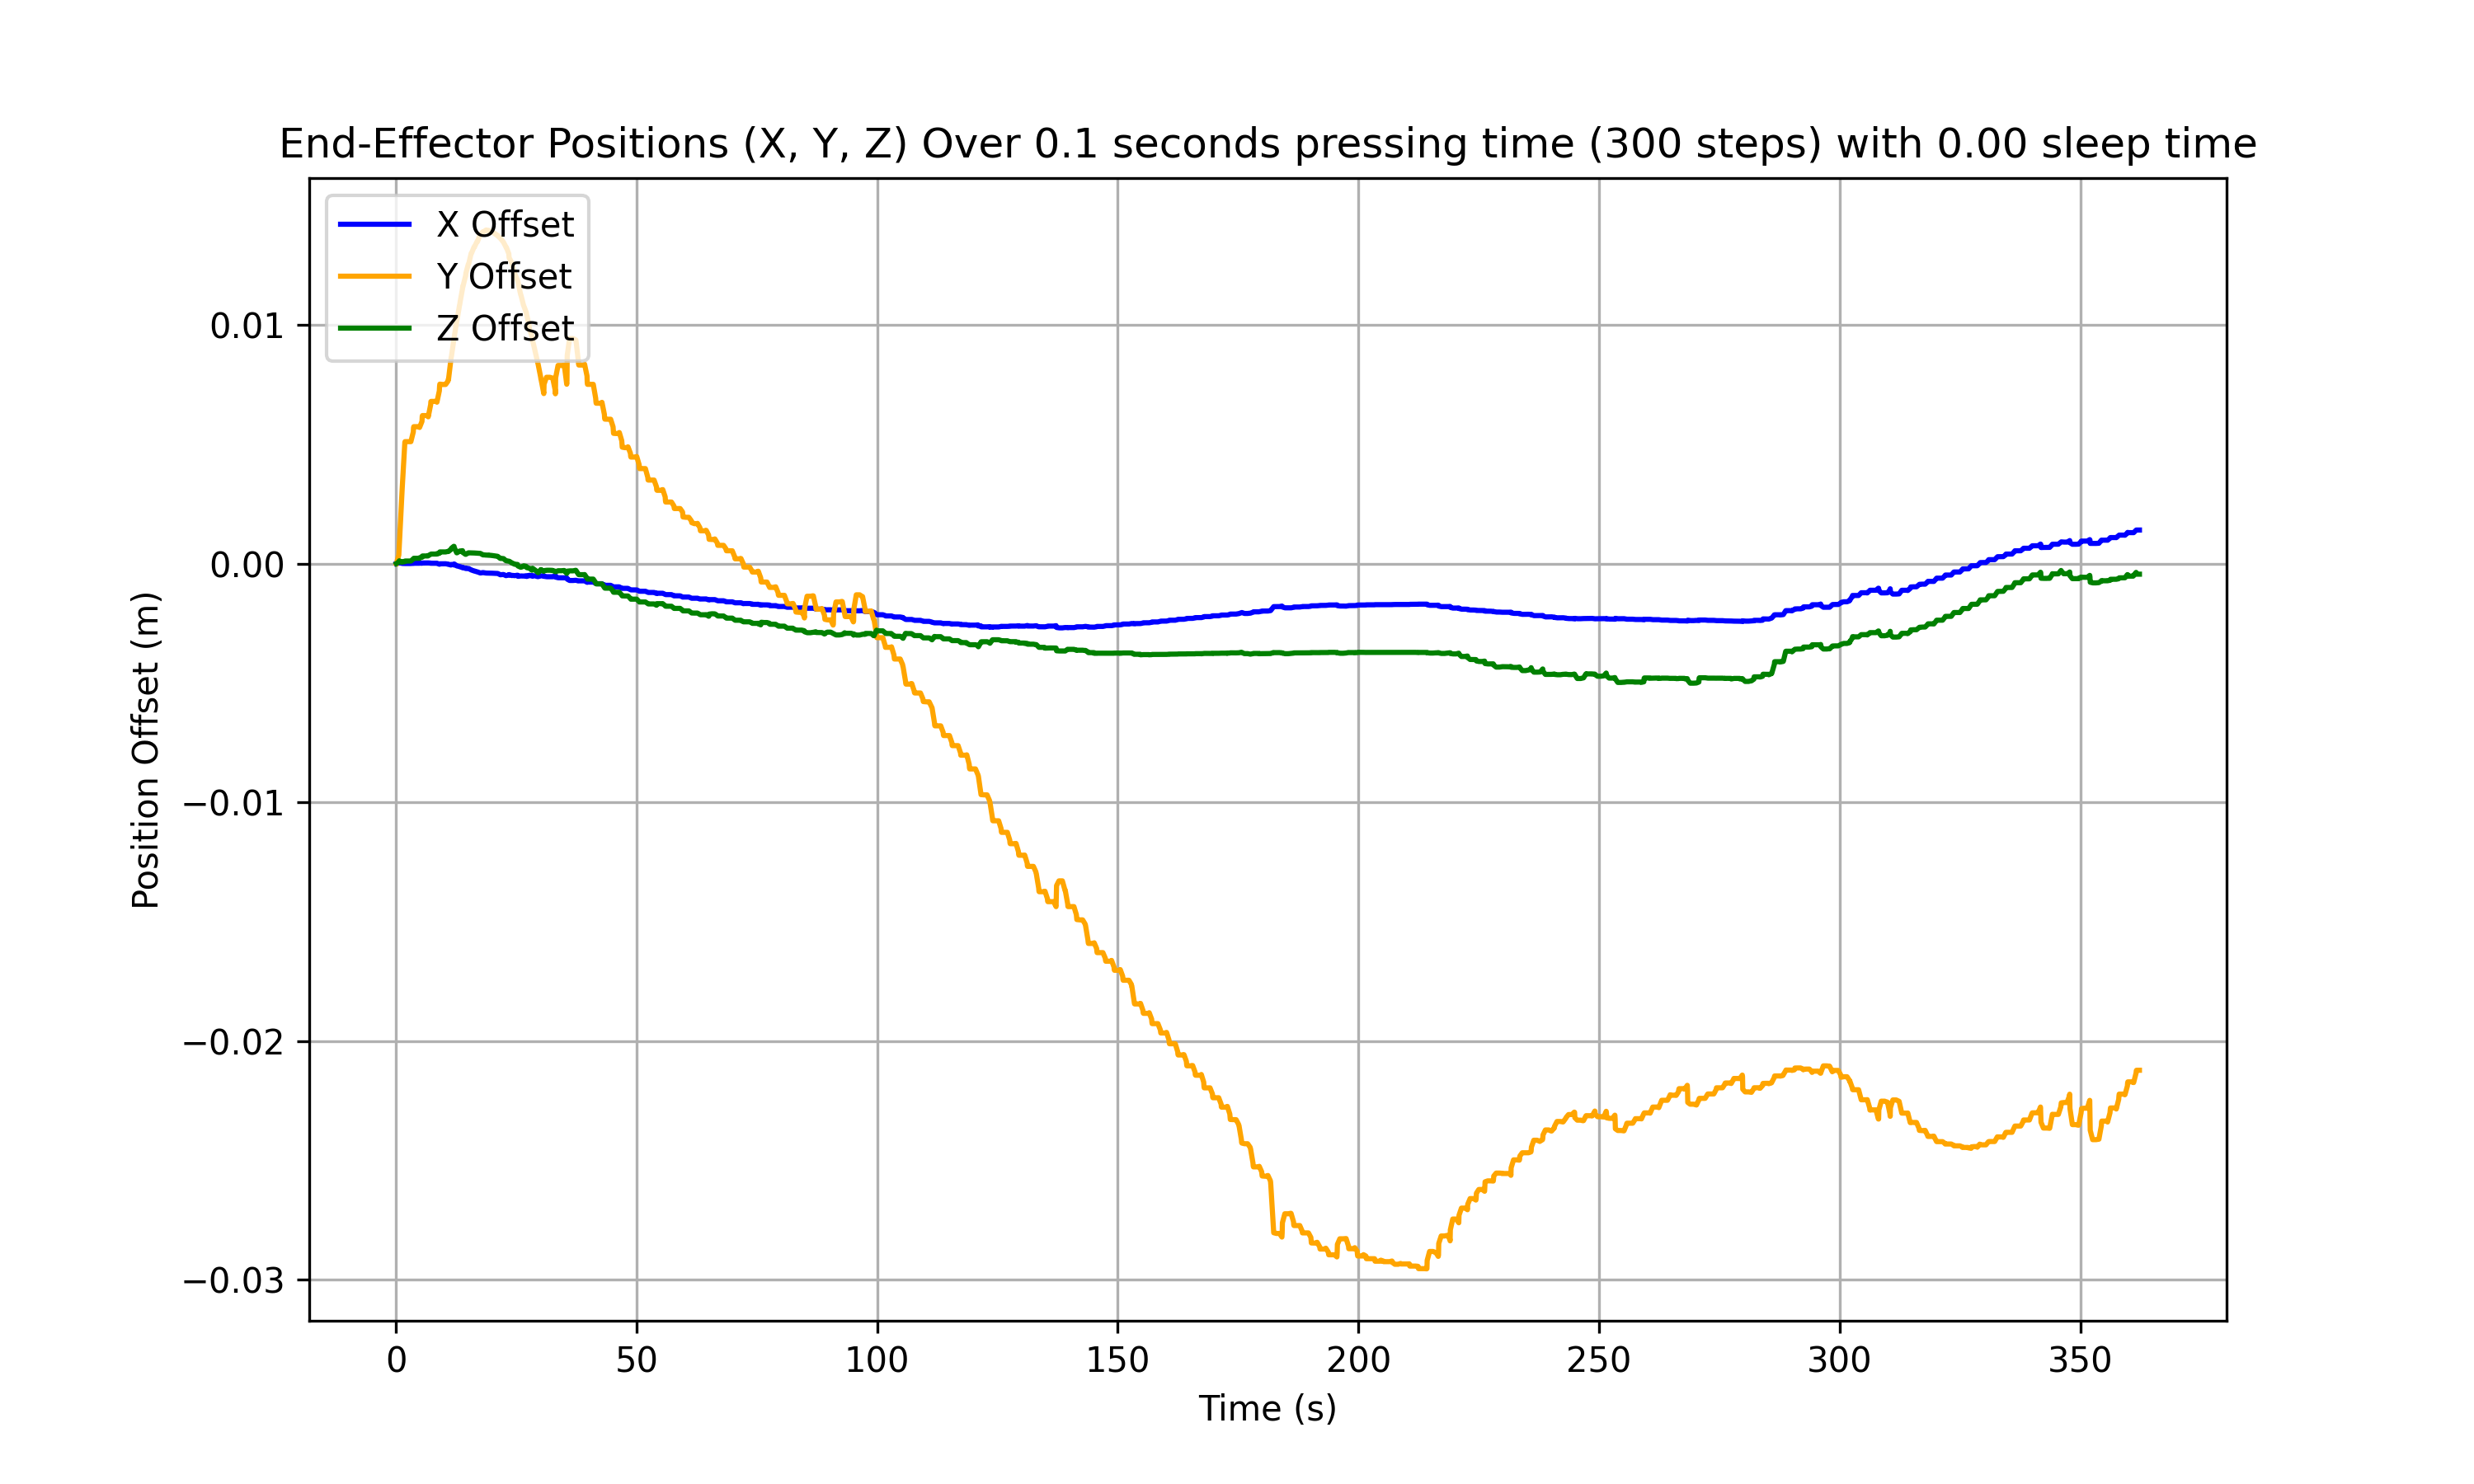 End-Effector Positions (X, Y, Z) Over 0.1 seconds pressing time (300 steps) with 0.00 sleep time
X Offset
Y Offset
Z Offset
0.01
0.00
−0.01
−0.02
−0.03
Position Offset (m)
0 50 100 150 200 250 300 350
Time (s)